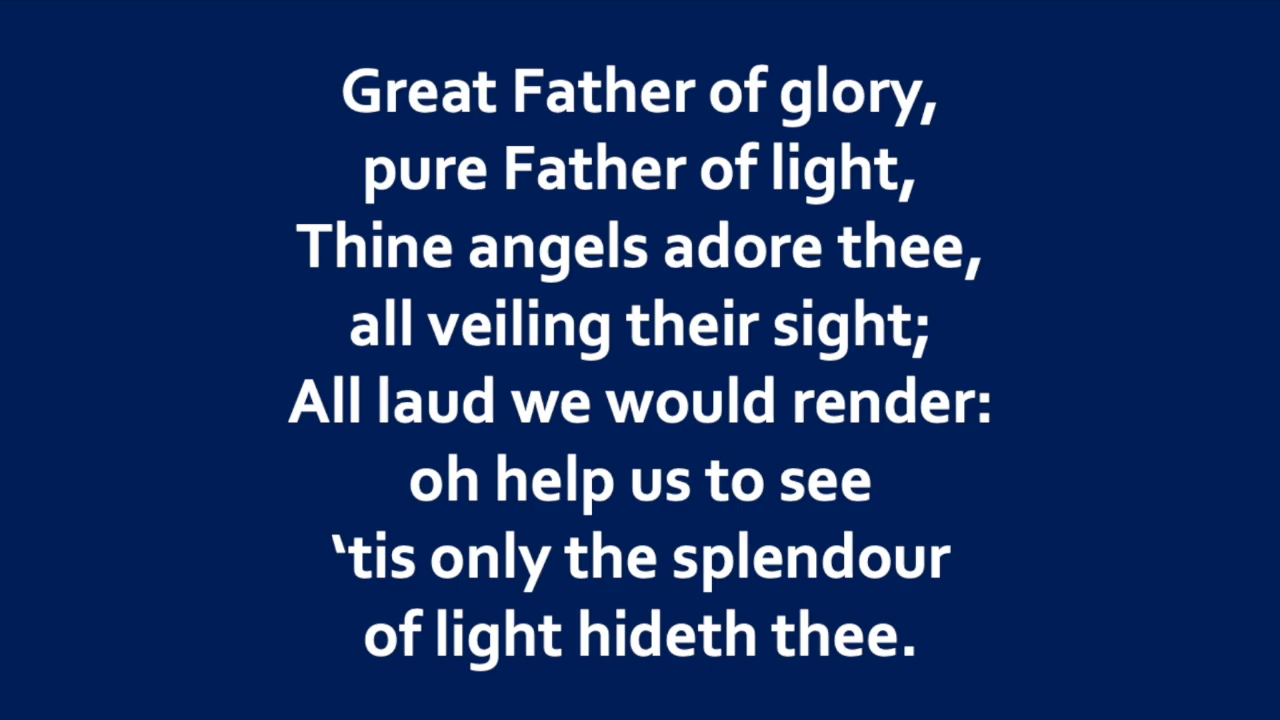 Great Father of glory,
pure Father of light,
Thine angels adore thee,
all veiling their sight;
All laud we would render:
oh help us to see
‘tis only the splendour
of light hideth thee.